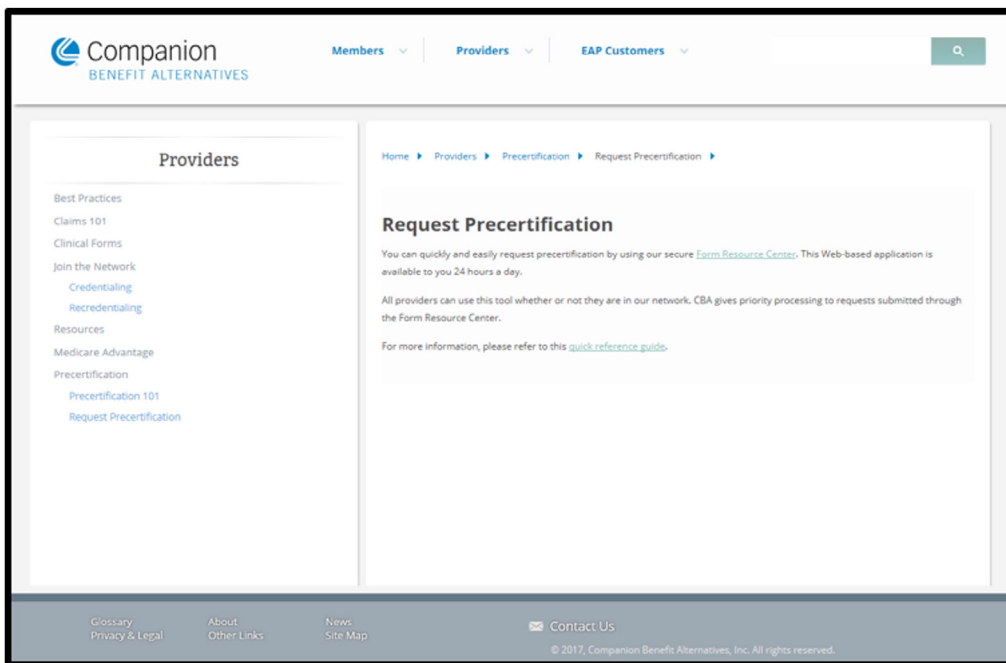 Companion
BENEFIT ALTERNATIVES
Members
Providers
EAP Customers
Providers
Best Practices
Claims 101
Clinical Forms
Join the Network
Credentialing
Recredentialing
Resources
Medicare Advantage
Precertification
Precertification 101
Request Precertification
Home Providers Precertification Request Precertification
Request Precertification
You can quickly and easily request precertification by using our secure Form Resource Center. This Web-based application is
available to you 24 hours a day.
All providers can use this tool whether or not they are in our network. CBA gives priority processing to requests submitted through
the Form Resource Center.
For more information, please refer to this quick reference guide.
Glossary About News
Privacy & Legal Other Links Site Map
Contact Us
© 2017, Companion Benefit Alternatives, Inc. All rights reserved.